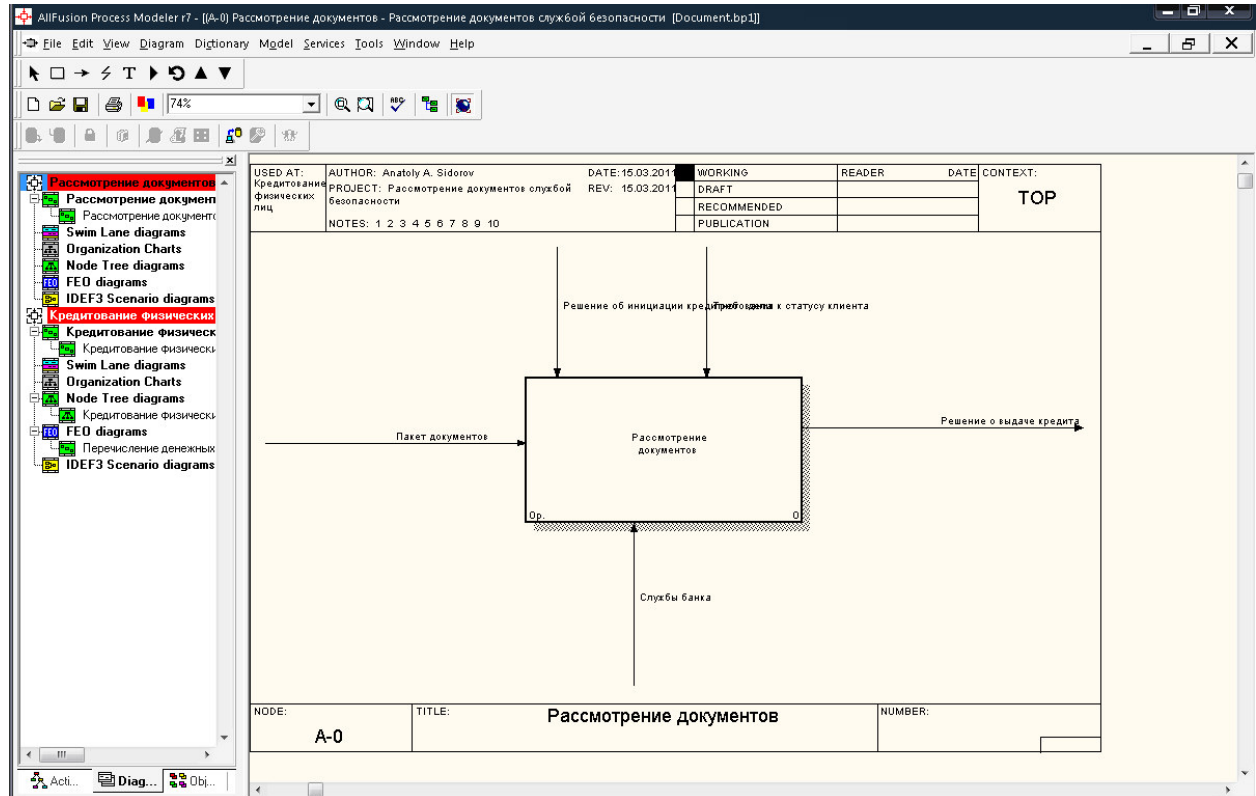 AllFusion Process Modeler r7 - [(A-0) Рассмотрение документов - Рассмотрение документов службой безопасности [Document.bp1]]
File Edit View Diagram Dictionary Model Services Tools Window Help
74%
Рассмотрение документов
Рассмотрение документ
Рассмотрение документс
Swim Lane diagrams
Organization Charts
Node Tree diagrams
FEO diagrams
IDEF3 Scenario diagrams
Кредитование физических
Кредитование физическ
Кредитование физически
Swim Lane diagrams
Organization Charts
Node Tree diagrams
Кредитование физически
FEO diagrams
Перечисление денежных
IDEF3 Scenario diagrams
Acti... Diag... Obj...
USED AT:
Кредитование
физических
лиц
AUTHOR: Anatoly A. Sidorov
PROJECT: Рассмотрение документов службой
безопасности
NOTES: 1 2 3 4 5 6 7 8 9 10
DATE: 15.03.2011
REV: 15.03.2011
WORKING
DRAFT
RECOMMENDED
PUBLICATION
READER DATE
CONTEXT:
TOP
Решение об инициации к статусу клиента
Пакет документов
Рассмотрение
документов
0р. 0
Решение о выдаче кредита
Службы банка
NODE:
A-0
TITLE:
Рассмотрение документов
NUMBER: